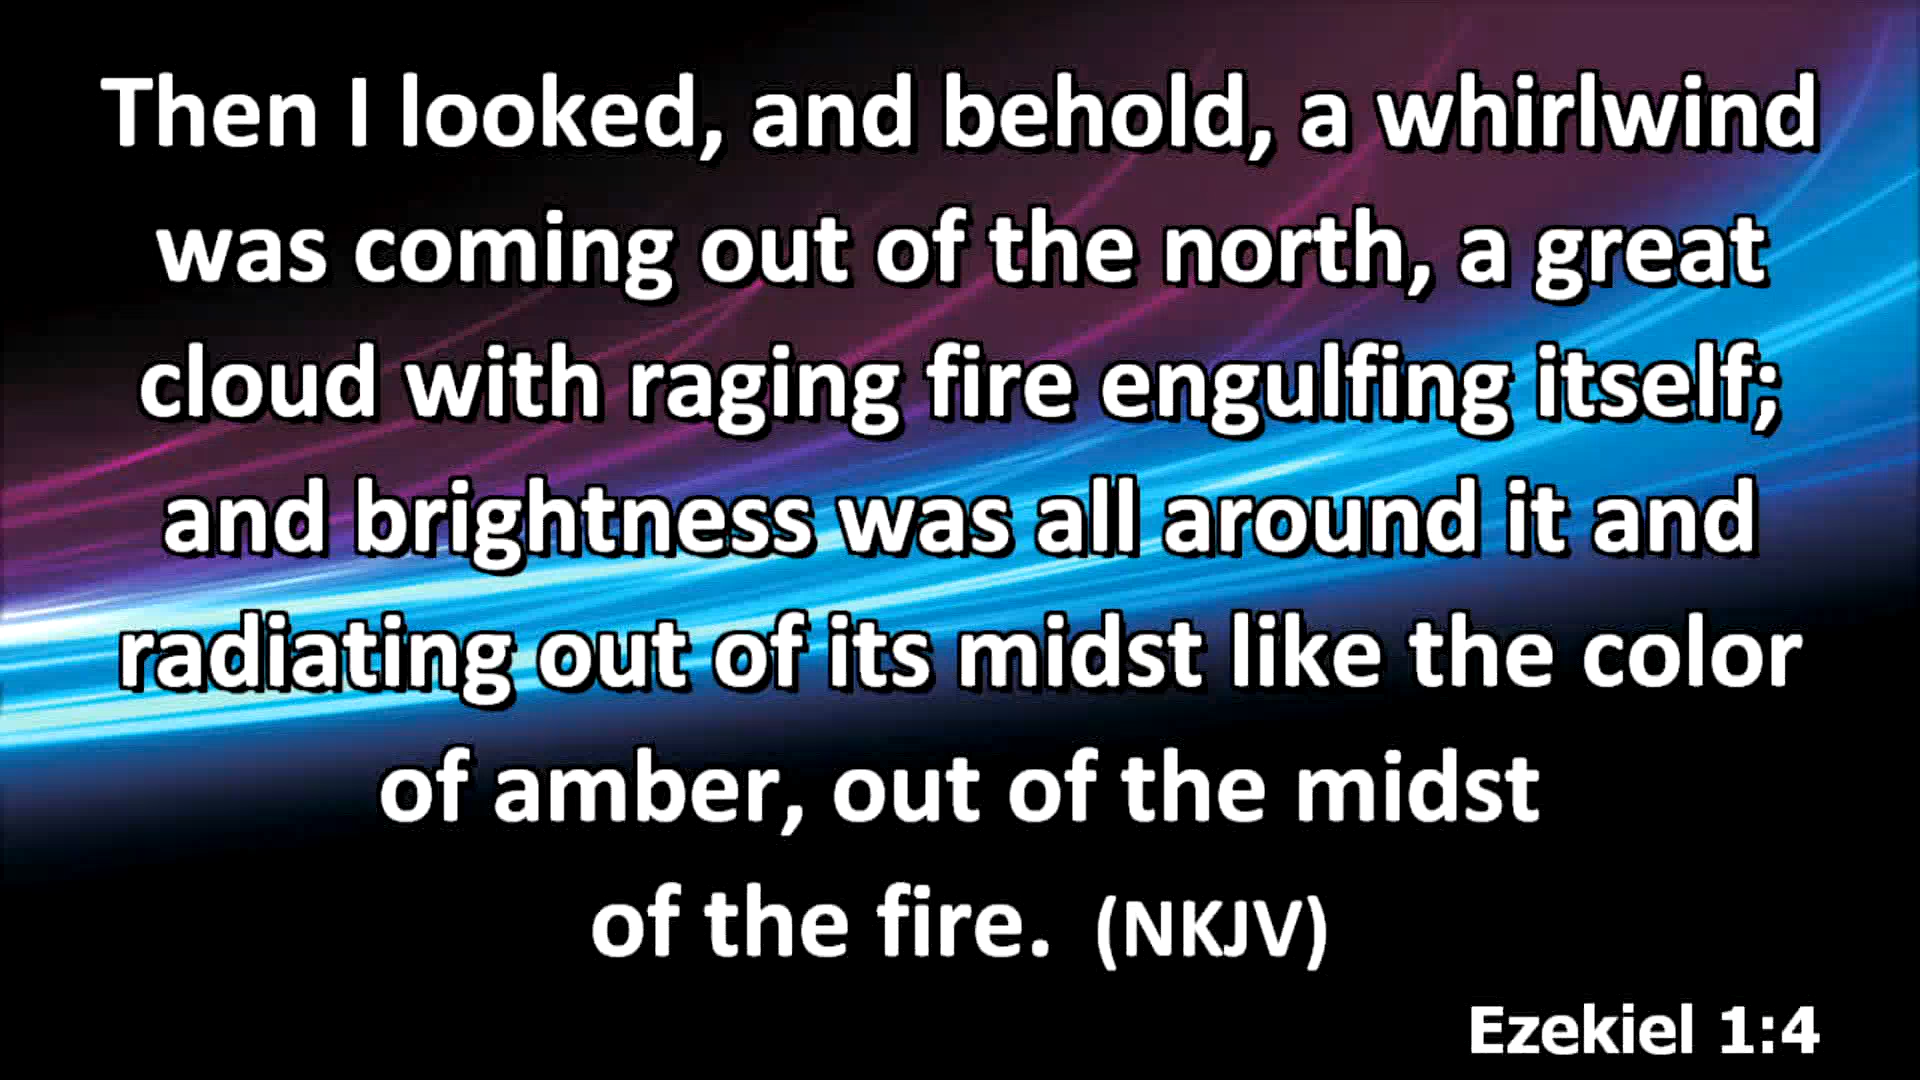 Then I looked, and behold, a whirlwind
was coming out of the north, a great
cloud with raging fire engulfing itself;
and brightness was all around it and
radiating out of its midst like the color
of amber, out of the midst
of the fire. (NKJV)
Ezekiel 1:4